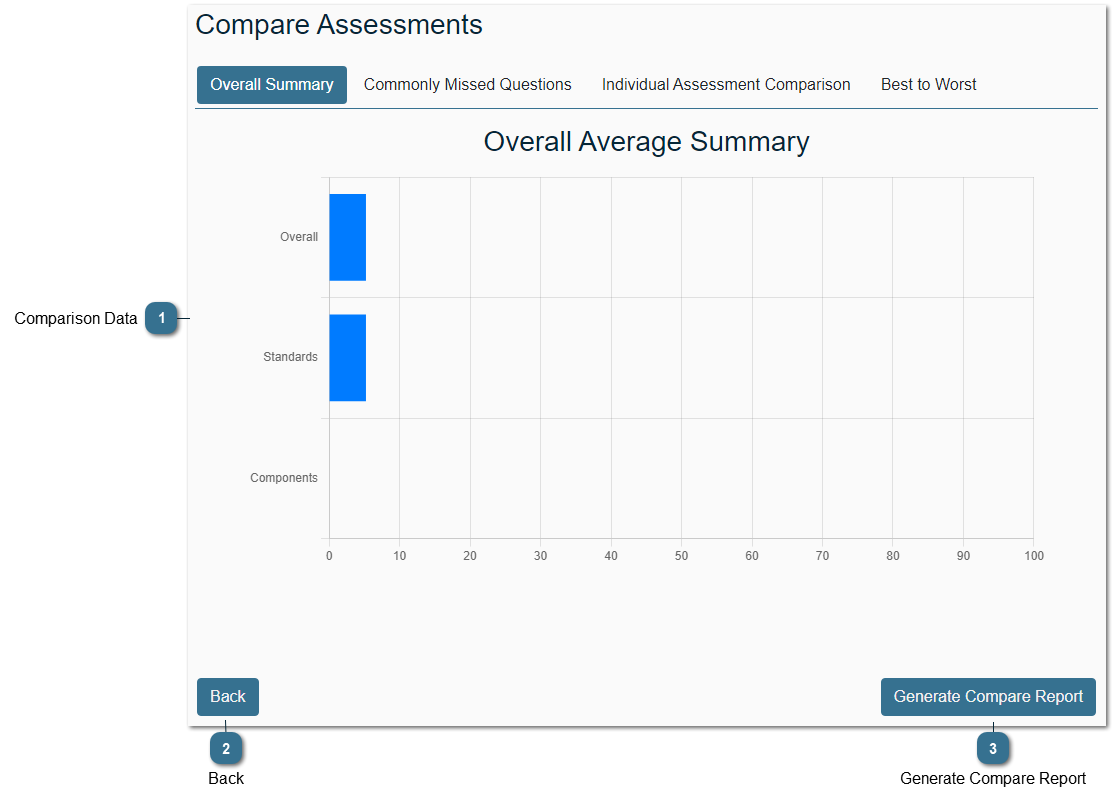 Compare Assessments
Overall Summary Commonly Missed Questions Individual Assessment Comparison Best to Worst
Overall Average Summary
Overall
Comparison Data 1
Standards
Components
0 10 20 30 40 50 60 70 80 90 100
Back Generate Compare Report
2 3
Back Generate Compare Report